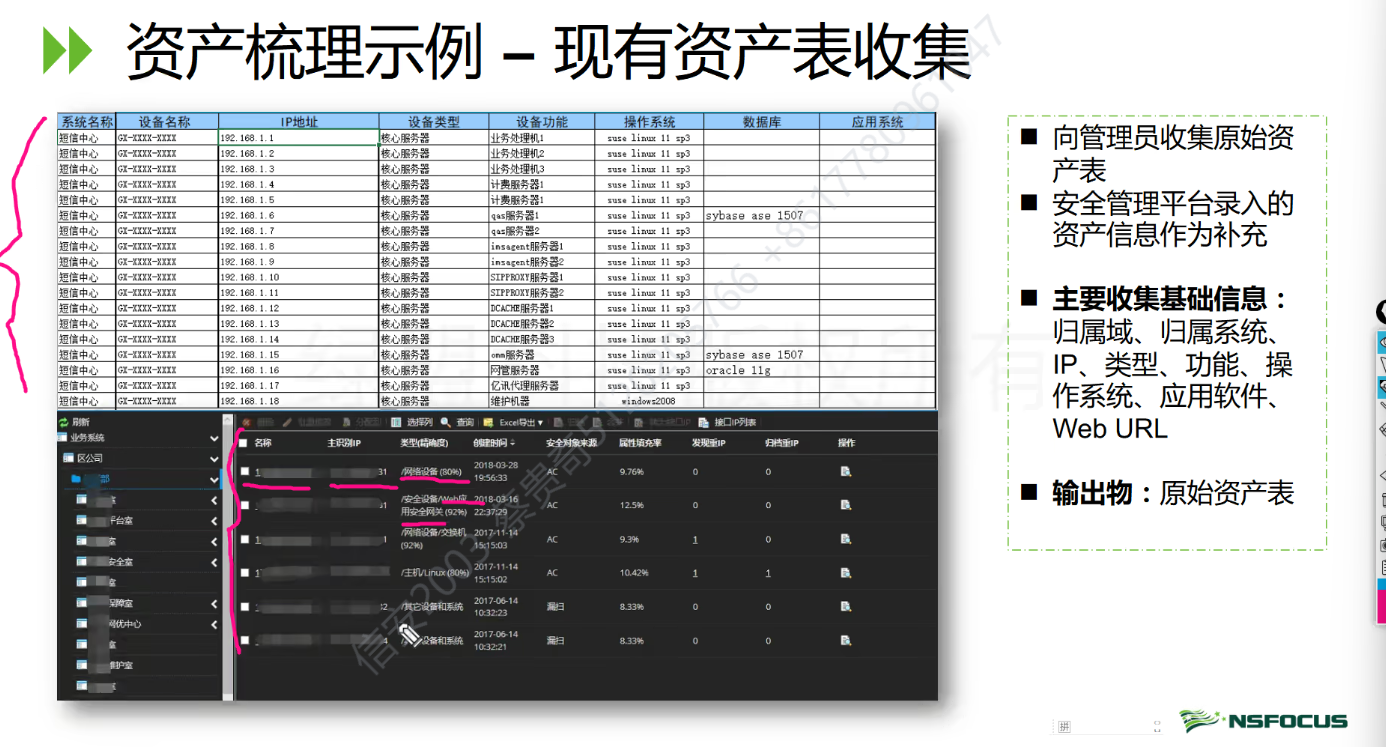 资产梳理示例 – 现有资产表收集
系统名称 设备名称 IP地址 设备类型 设备功能 操作系统 数据库 应用系统
短信中心 GX-XXXX-XXXX 192.168.1.1 核心服务器 业务处理机1 suse linux 11 sp3
短信中心 GX-XXXX-XXXX 192.168.1.2 核心服务器 业务处理机2 suse linux 11 sp3
短信中心 GX-XXXX-XXXX 192.168.1.3 核心服务器 业务处理机3 suse linux 11 sp3
短信中心 GX-XXXX-XXXX 192.168.1.4 核心服务器 计费服务器1 suse linux 11 sp3
短信中心 GX-XXXX-XXXX 192.168.1.5 核心服务器 计费服务器1 suse linux 11 sp3
短信中心 GX-XXXX-XXXX 192.168.1.6 核心服务器 qas服务器1 suse linux 11 sp3 sybase ase 1507
短信中心 GX-XXXX-XXXX 192.168.1.7 核心服务器 qas服务器2 suse linux 11 sp3
短信中心 GX-XXXX-XXXX 192.168.1.8 核心服务器 imsagent服务器1 suse linux 11 sp3
短信中心 GX-XXXX-XXXX 192.168.1.9 核心服务器 imsagent服务器2 suse linux 11 sp3
短信中心 GX-XXXX-XXXX 192.168.1.10 核心服务器 SIPPROXY服务器1 suse linux 11 sp3
短信中心 GX-XXXX-XXXX 192.168.1.11 核心服务器 SIPPROXY服务器2 suse linux 11 sp3
短信中心 GX-XXXX-XXXX 192.168.1.12 核心服务器 DCACHE服务器1 suse linux 11 sp3
短信中心 GX-XXXX-XXXX 192.168.1.13 核心服务器 DCACHE服务器2 suse linux 11 sp3
短信中心 GX-XXXX-XXXX 192.168.1.14 核心服务器 DCACHE服务器3 suse linux 11 sp3
短信中心 GX-XXXX-XXXX 192.168.1.15 核心服务器 omm服务器 suse linux 11 sp3 sybase ase 1507
短信中心 GX-XXXX-XXXX 192.168.1.16 核心服务器 网管服务器 suse linux 11 sp3 oracle 11g
短信中心 GX-XXXX-XXXX 192.168.1.17 核心服务器 亿讯代理服务器 suse linux 11 sp3
短信中心 GX-XXXX-XXXX 192.168.1.18 核心服务器 维护机器 windows2008
刷新 选择列 查询 Excel导出 接口IP列表
业务系统
区公司
部
室
平台室
室
安全室
室
保障室
网优中心
室
维护室
室
名称 主识别IP 类型(精确度) 创建时间 安全对象来源 属性填充率 发现重IP 归档重IP 操作
1 31 /网络设备 (80%) 2018-03-28 19:56:33 AC 9.76% 0 0
31 /安全设备/Web应用安全网关 (92%) 2018-03-16 22:37:29 AC 12.5% 0 0
1 1 /网络设备/交换机 (92%) 2017-11-14 15:15:03 AC 9.3% 1 0
1 /主机/Linux (80%) 2017-11-14 15:15:02 AC 10.42% 1 1
32 /其它设备和系统 2017-06-14 10:32:23 漏扫 8.33% 0 0
4 设备和系统 2017-06-14 10:32:21 漏扫 8.33% 0 0
■ 向管理员收集原始资
产表
■ 安全管理平台录入的
资产信息作为补充
■ 主要收集基础信息：
归属域、归属系统、
IP、类型、功能、操
作系统、应用软件、
Web URL
■ 输出物：原始资产表
NSFOCUS